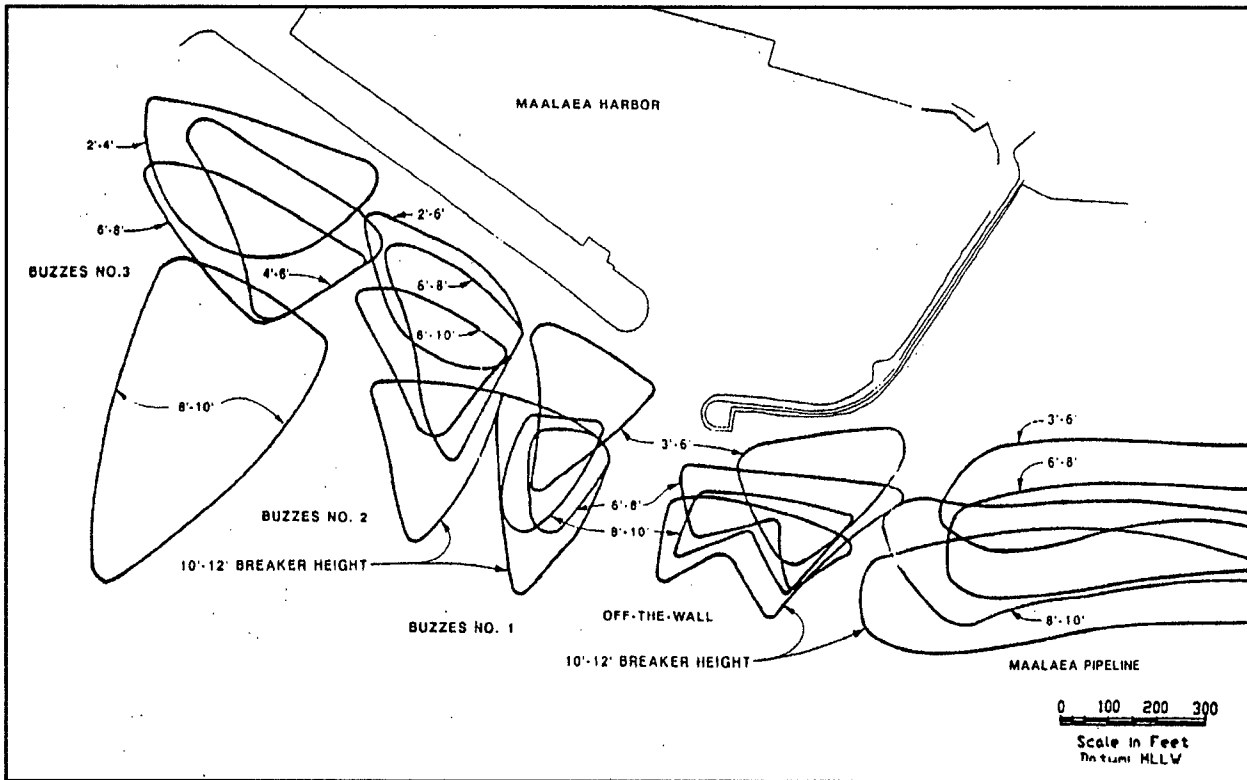 MAALAEA HARBOR
2'-4'
6'-8'
BUZZES NO.3
4'-6'
8'-10'
2'-6'
6'-8'
8'-10'
BUZZES NO. 2
10'-12' BREAKER HEIGHT
3'-6'
6'-8'
8'-10'
BUZZES NO. 1
OFF-THE-WALL
10'-12' BREAKER HEIGHT
3'-6'
6'-8'
8'-10'
MAALAEA PIPELINE
0 100 200 300
Scale In Feet
Datum: MLLW